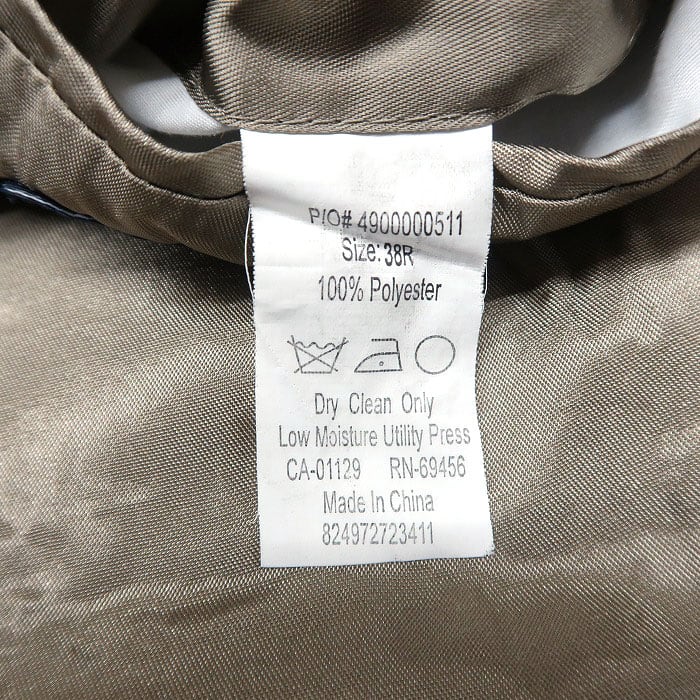 P/O# 4900000511
Size: 38R
100% Polyester
Dry Clean Only
Low Moisture Utility Press
CA-01129 RN-69456
Made In China
824972723411